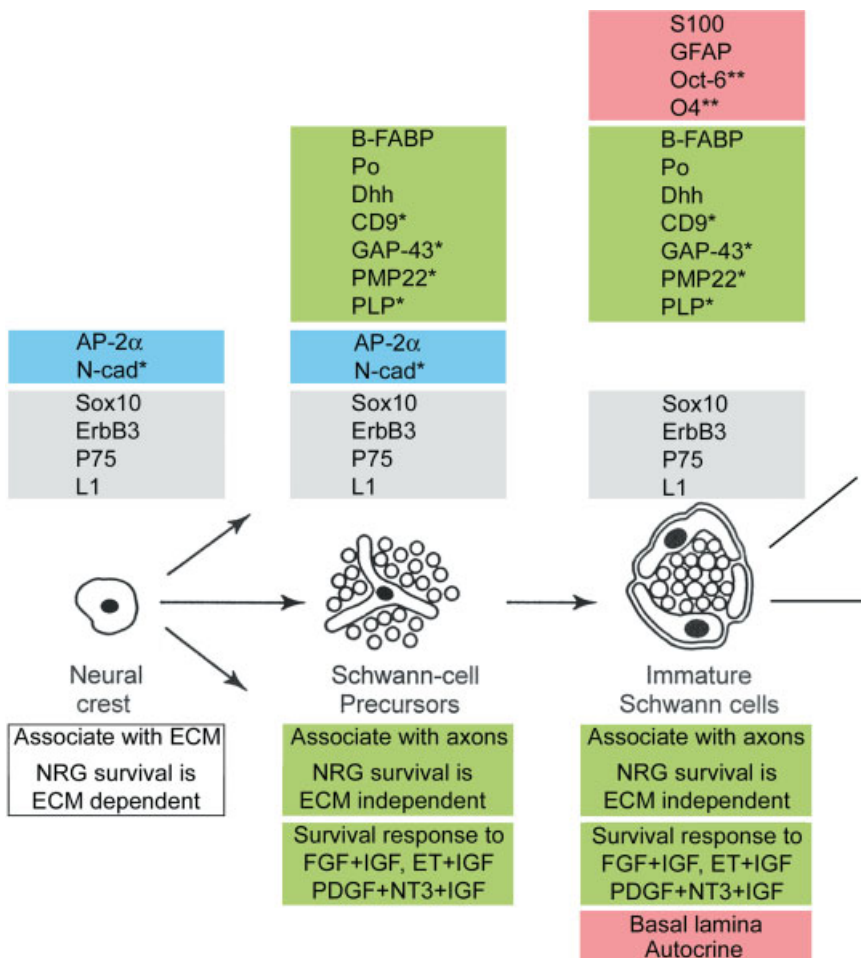 S100
GFAP
Oct-6**
O4**
B-FABP
Po
Dhh
CD9*
GAP-43*
PMP22*
PLP*
B-FABP
Po
Dhh
CD9*
GAP-43*
PMP22*
PLP*
AP-2α
N-cad*
AP-2α
N-cad*
Sox10
ErbB3
P75
L1
Sox10
ErbB3
P75
L1
Sox10
ErbB3
P75
L1
Neural
crest
Schwann-cell
Precursors
Immature
Schwann cells
Associate with ECM
NRG survival is
ECM dependent
Associate with axons
NRG survival is
ECM independent
Associate with axons
NRG survival is
ECM independent
Survival response to
FGF+IGF, ET+IGF
PDGF+NT3+IGF
Survival response to
FGF+IGF, ET+IGF
PDGF+NT3+IGF
Basal lamina
Autocrine